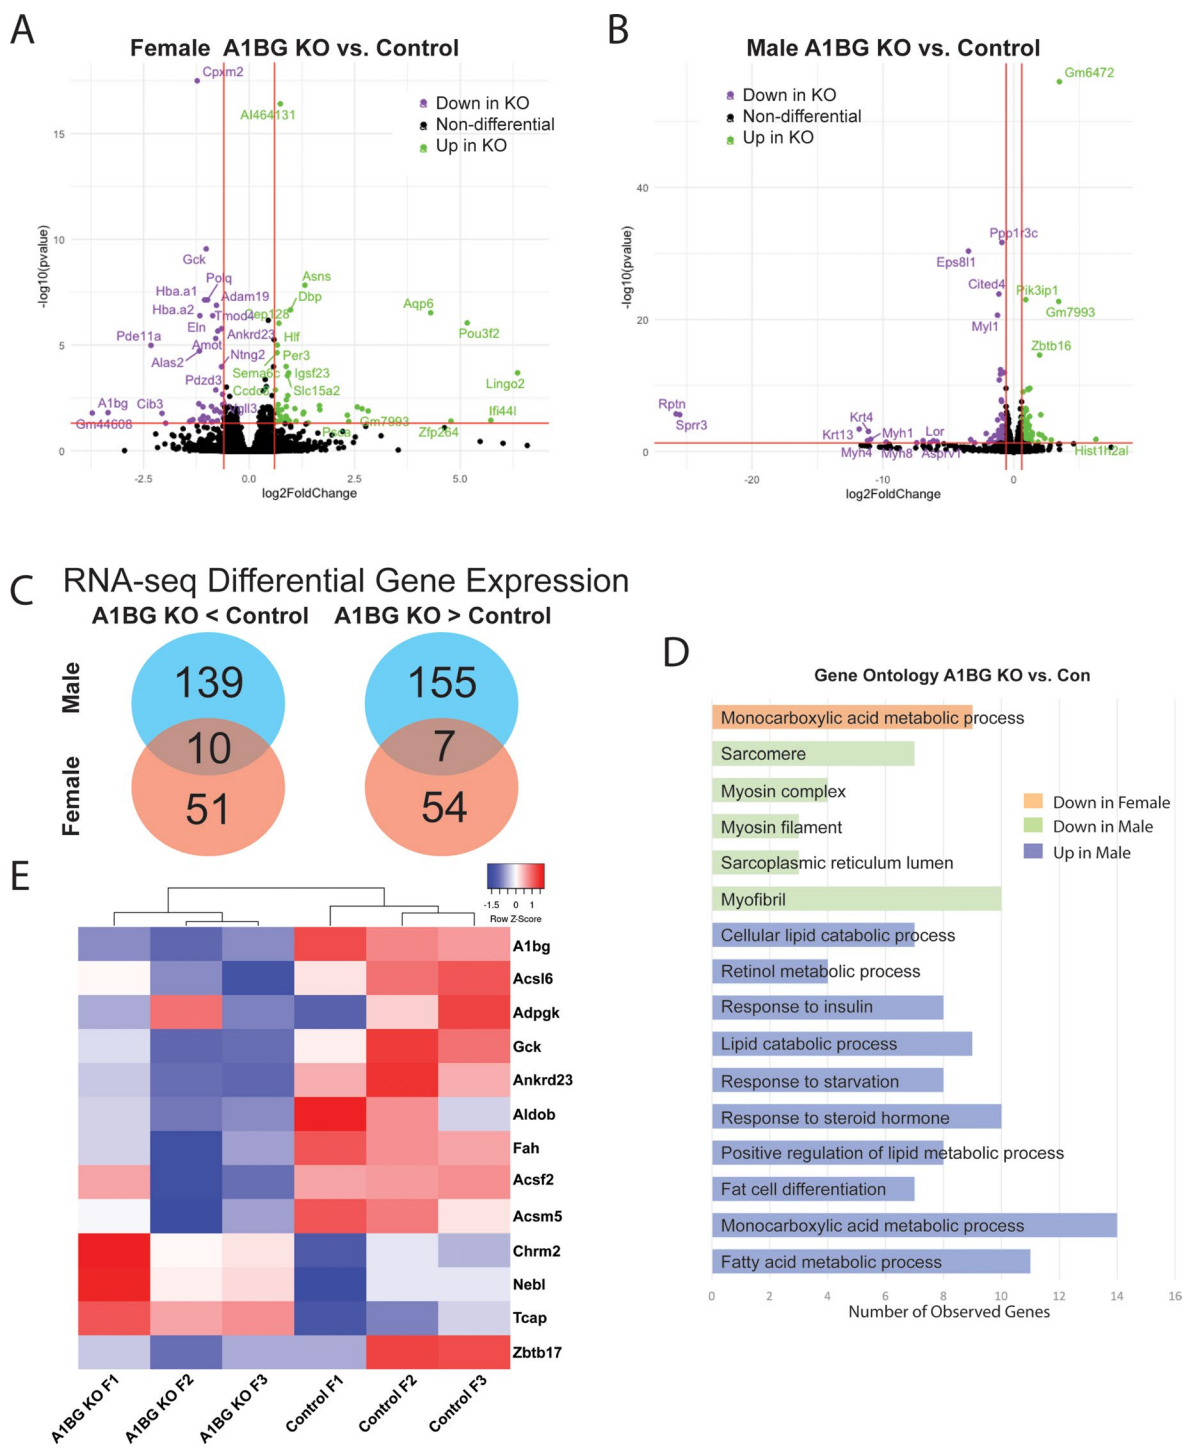 A
Female A1BG KO vs. Control
Cpxm2
AI464131
Down in KO
Non-differential
Up in KO
15
10
5
0
-log10(pvalue)
Gck
Polq
Hba.a1
Adam19
Hba.a2
Tmod4
Cep128
Eln
Ankrd23
Pde11a
Amot
Alas2
Ntng2
Sema6c
Pdzd3
Ccdc8
A1bg
Cib3
Vgll3
Gm44608
Asns
Dbp
Hlf
Per3
Igsf23
Slc15a2
Aqp6
Pou3f2
Lingo2
Ifi44l
Gm7993
Zfp264
Psca
-2.5
0.0
2.5
5.0
log2FoldChange
B
Male A1BG KO vs. Control
Gm6472
Down in KO
Non-differential
Up in KO
40
20
0
-log10(pvalue)
Ppp1r3c
Eps8l1
Cited4
Pik3ip1
Gm7993
Myl1
Zbtb16
Rptn
Sprr3
Krt4
Krt13
Myh1
Lor
Myh4
Myh8
Asprv1
Hist1h2al
-20
-10
0
log2FoldChange
C
RNA-seq Differential Gene Expression
A1BG KO < Control
A1BG KO > Control
Male
Female
139
10
51
155
7
54
D
Gene Ontology A1BG KO vs. Con
Monocarboxylic acid metabolic process
Sarcomere
Myosin complex
Myosin filament
Sarcoplasmic reticulum lumen
Myofibril
Cellular lipid catabolic process
Retinol metabolic process
Response to insulin
Lipid catabolic process
Response to starvation
Response to steroid hormone
Positive regulation of lipid metabolic process
Fat cell differentiation
Monocarboxylic acid metabolic process
Fatty acid metabolic process
Down in Female
Down in Male
Up in Male
0 2 4 6 8 10 12 14 16
Number of Observed Genes
E
-1.5 0 1
Row Z-Score
A1bg
Acsl6
Adpgk
Gck
Ankrd23
Aldob
Fah
Acsf2
Acsm5
Chrm2
Nebl
Tcap
Zbtb17
A1BG KO F1
A1BG KO F2
A1BG KO F3
Control F1
Control F2
Control F3